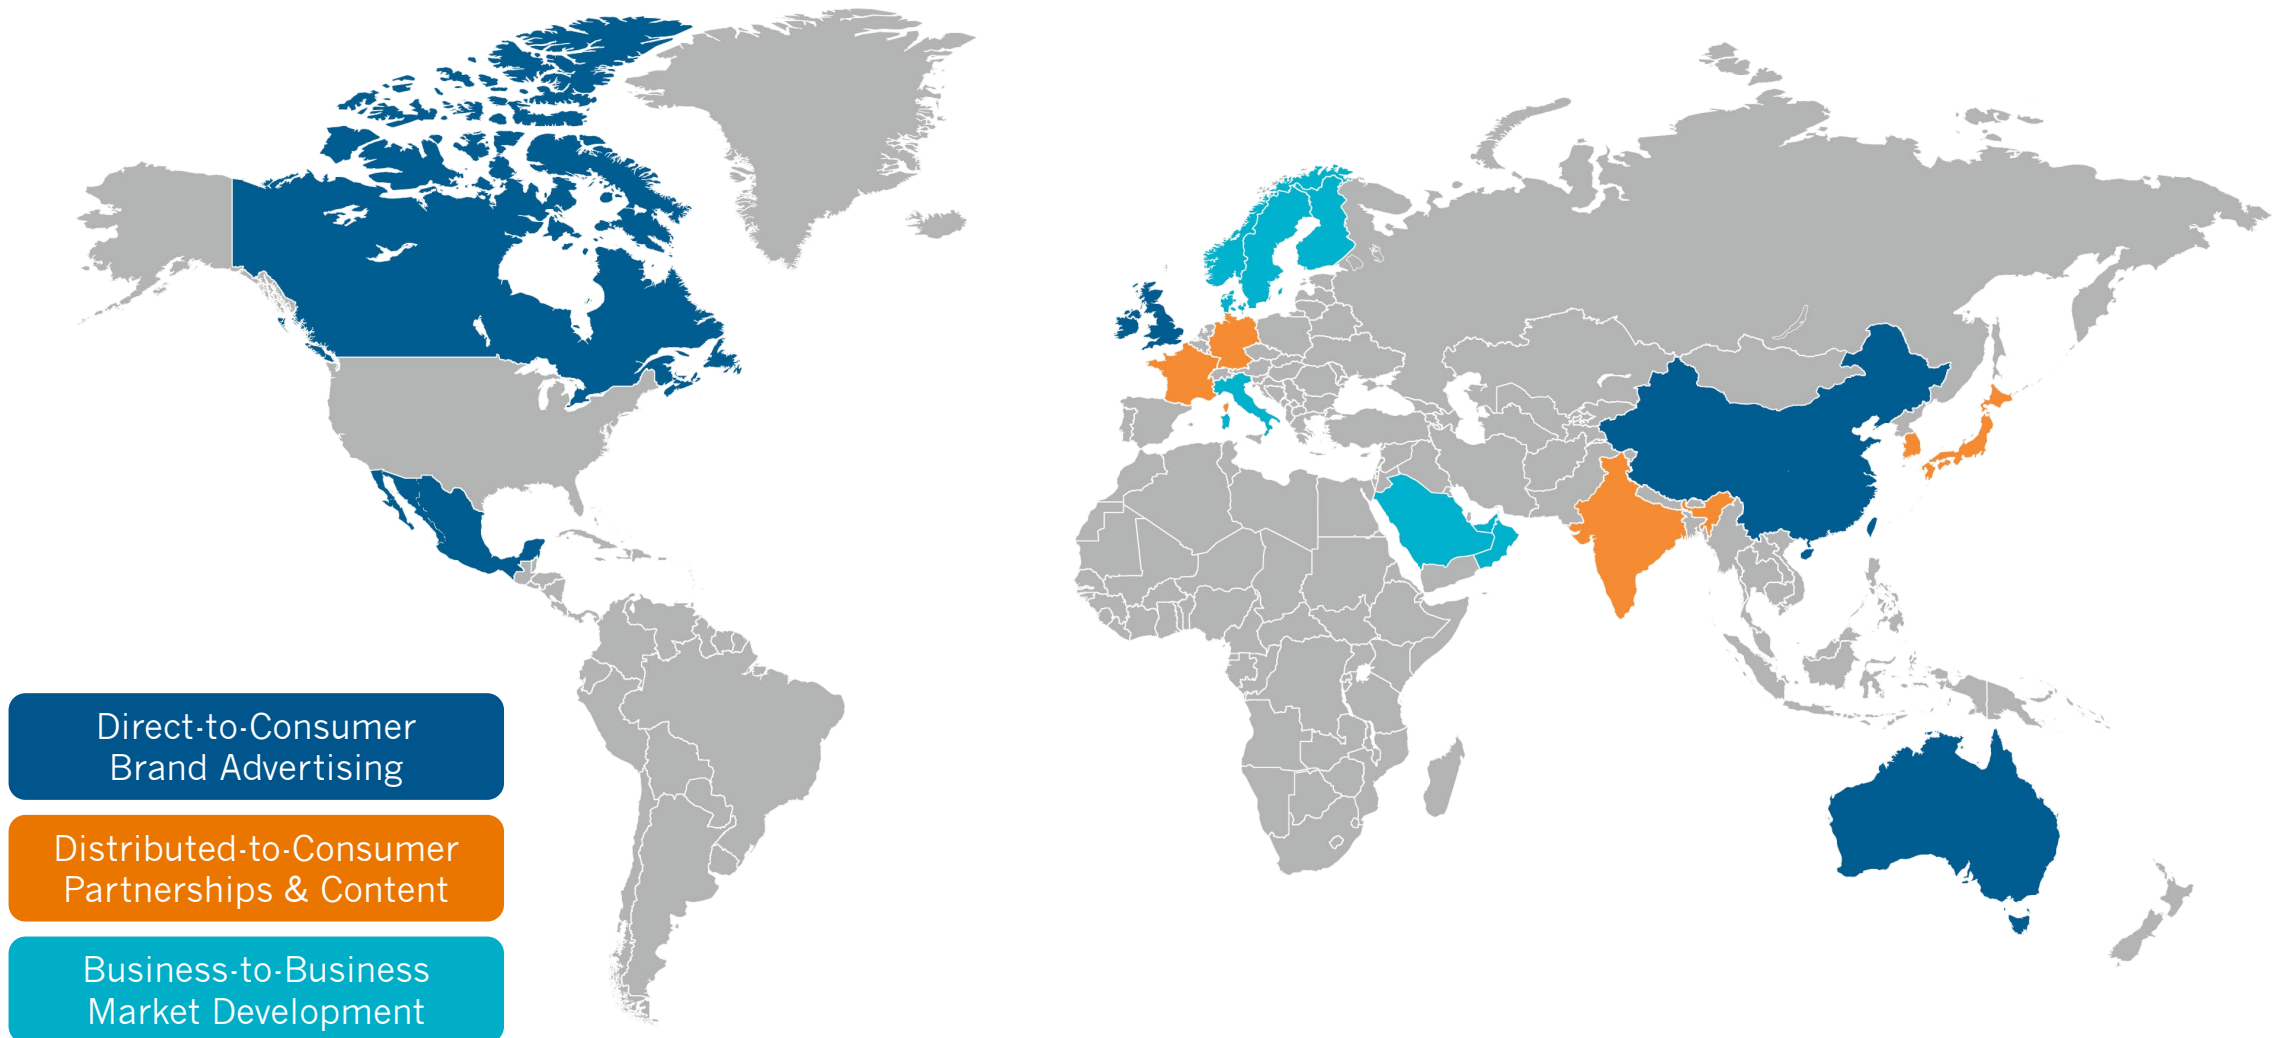 Direct-to-Consumer
Brand Advertising
Distributed-to-Consumer
Partnerships & Content
Business-to-Business
Market Development